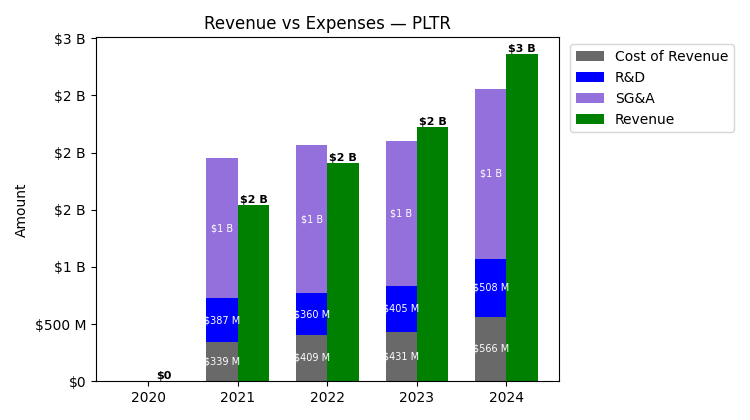 Revenue vs Expenses — PLTR
$3 B
$2 B
$2 B
$2 B
$1 B
$500 M
$0
Amount
2020
2021
2022
2023
2024
$0
$2 B
$1 B
$387 M
$339 M
$2 B
$1 B
$360 M
$409 M
$2 B
$1 B
$405 M
$431 M
$3 B
$1 B
$508 M
$566 M
Cost of Revenue
R&D
SG&A
Revenue